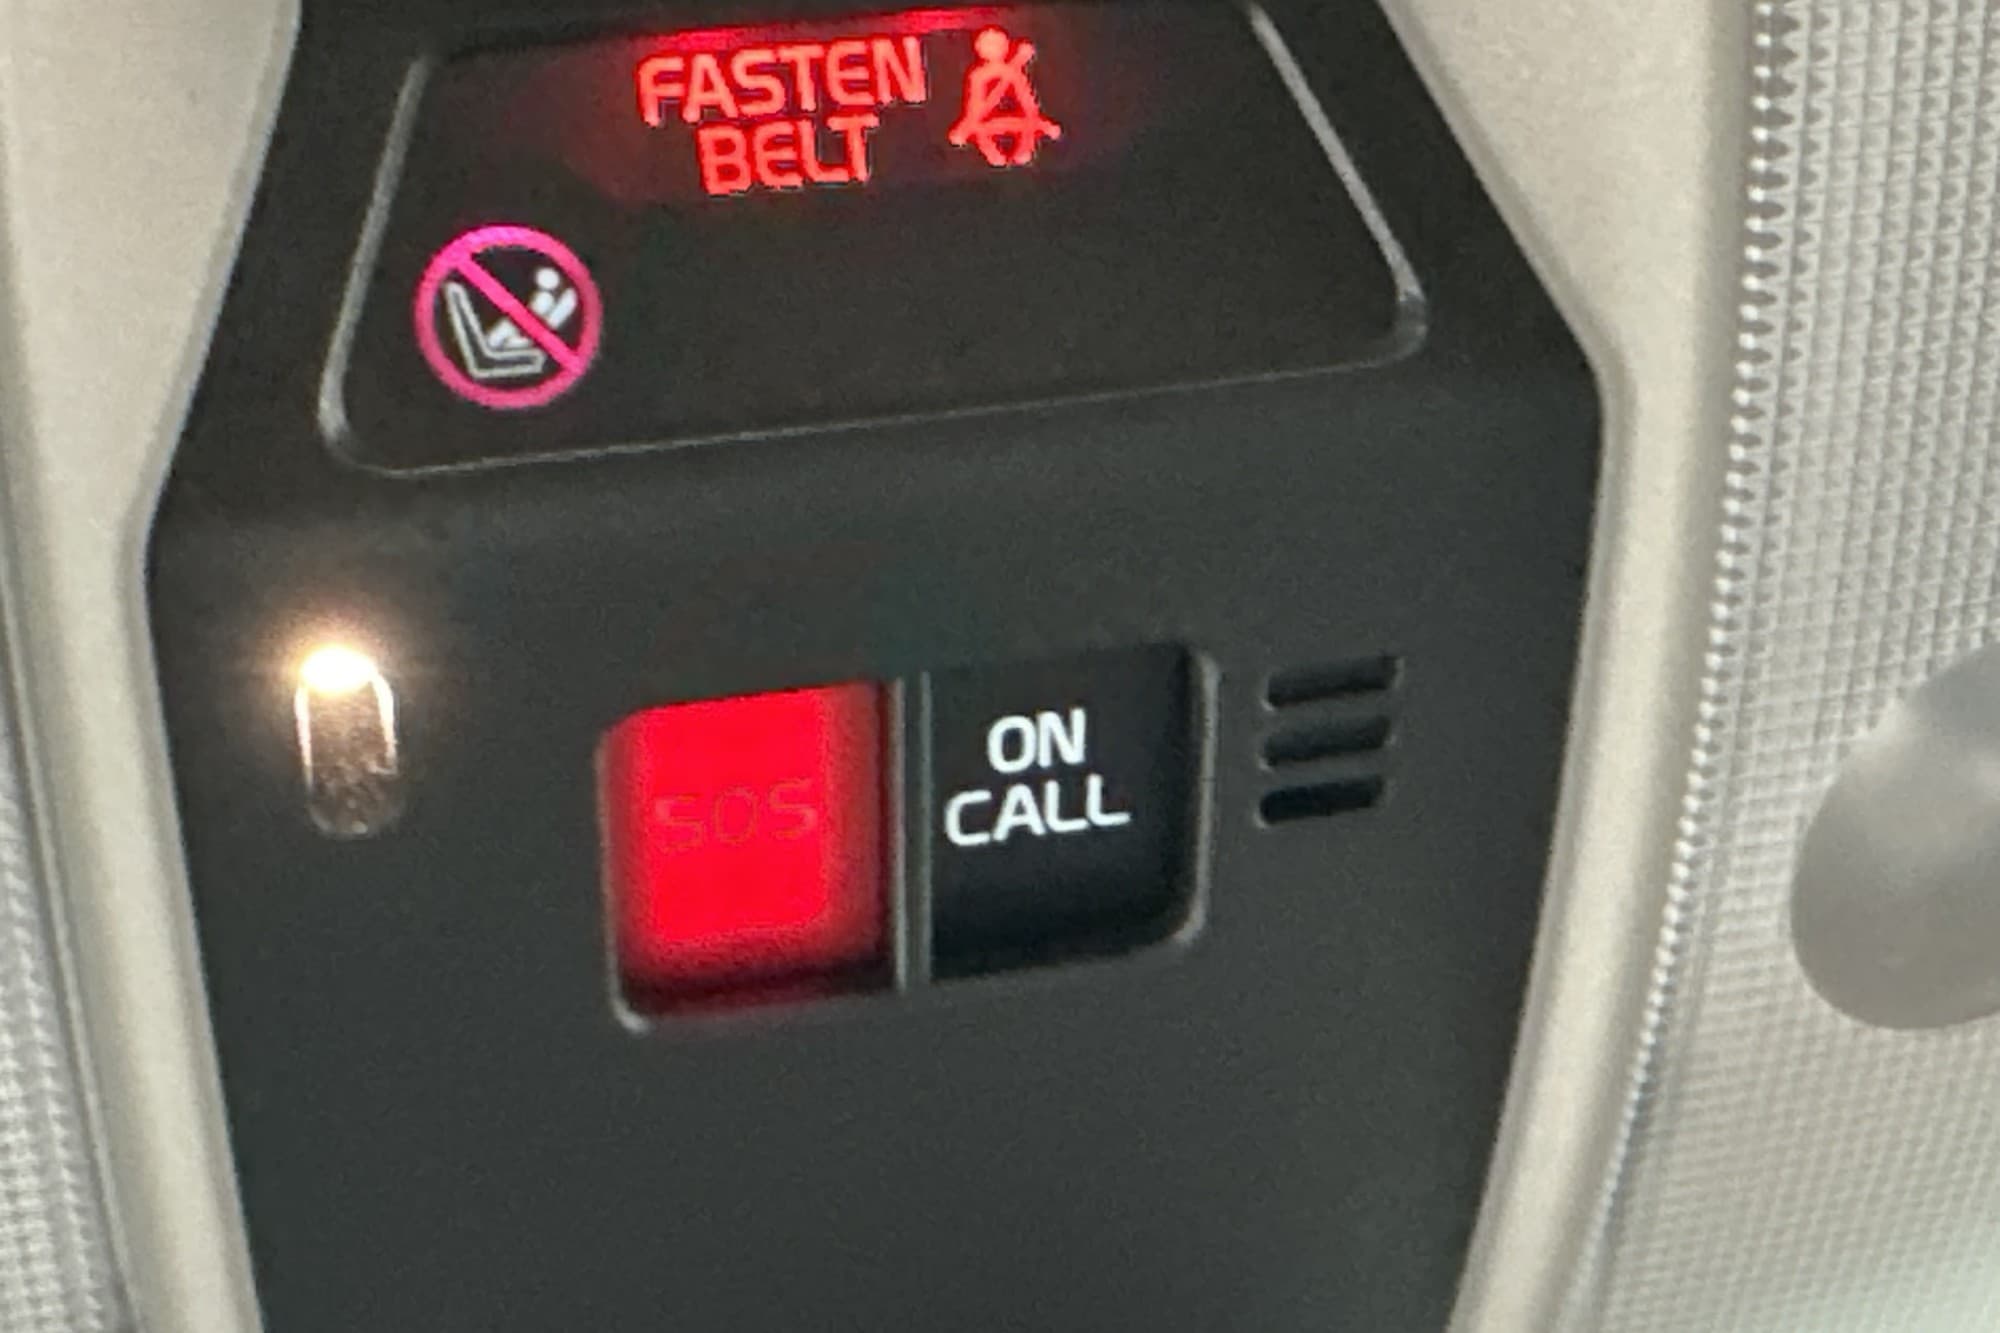 FASTEN
BELT
SOS
ON
CALL